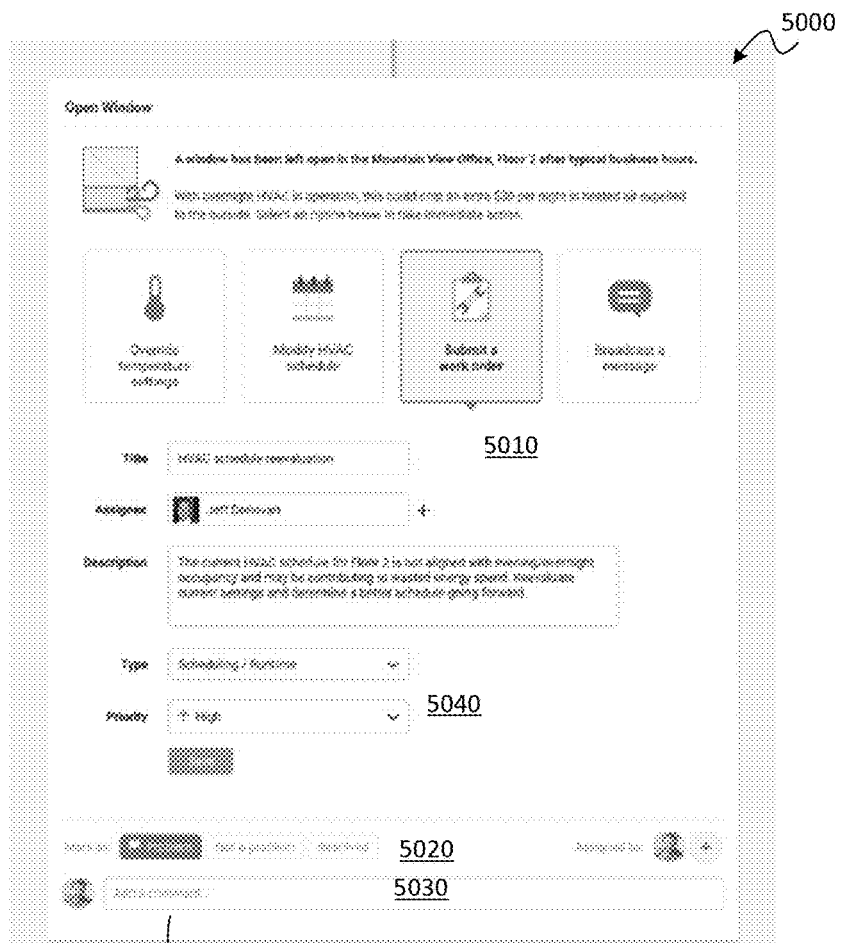 5000
Open Window
A window has been left open in the Mountain View Office, Floor 2 after typical business hours.
With overnight HVAC in operation, this could cost an extra $30 per night in heated air expelled
to the outside. Select an option below to take immediate action.
Override
temperature
settings
Modify HVAC
schedule
Submit a
work order
Broadcast a
message
5010
Title
HVAC schedule reevaluation
Assignee
Jeff Donovan
+
Description
The current HVAC schedule for Floor 2 is not aligned with evening/overnight
occupancy and may be contributing to wasted energy spend. Reevaluate
current settings and determine a better schedule going forward.
Type
Scheduling / Runtime
Priority
High
5040
Mark as
Not a problem
Resolved
5020
Assigned to
+
Add a comment
5030